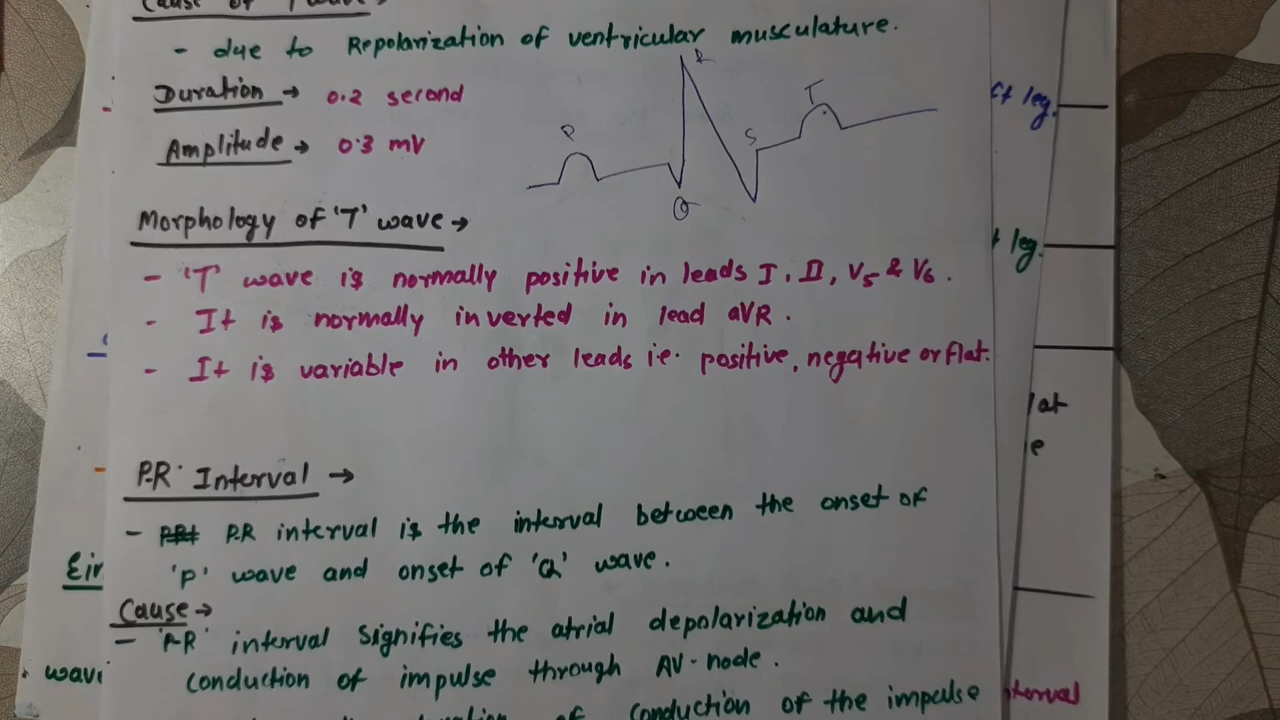 Cause of 'T' wave →
- due to Repolarization of ventricular musculature.
Duration → 0.2 second
Amplitude → 0.3 mV
P
Q
R
S
T
Morphology of 'T' wave →
- 'T' wave is normally positive in leads I, II, V5 & V6.
- It is normally inverted in lead aVR.
- It is variable in other leads i.e. positive, negative or flat.
P-R Interval →
- P.R interval is the interval between the onset of
'P' wave and onset of 'Q' wave.
Cause →
- 'P-R' interval signifies the atrial depolarization and
conduction of impulse through AV-node.
of conduction of the impulse
leg.
leg.